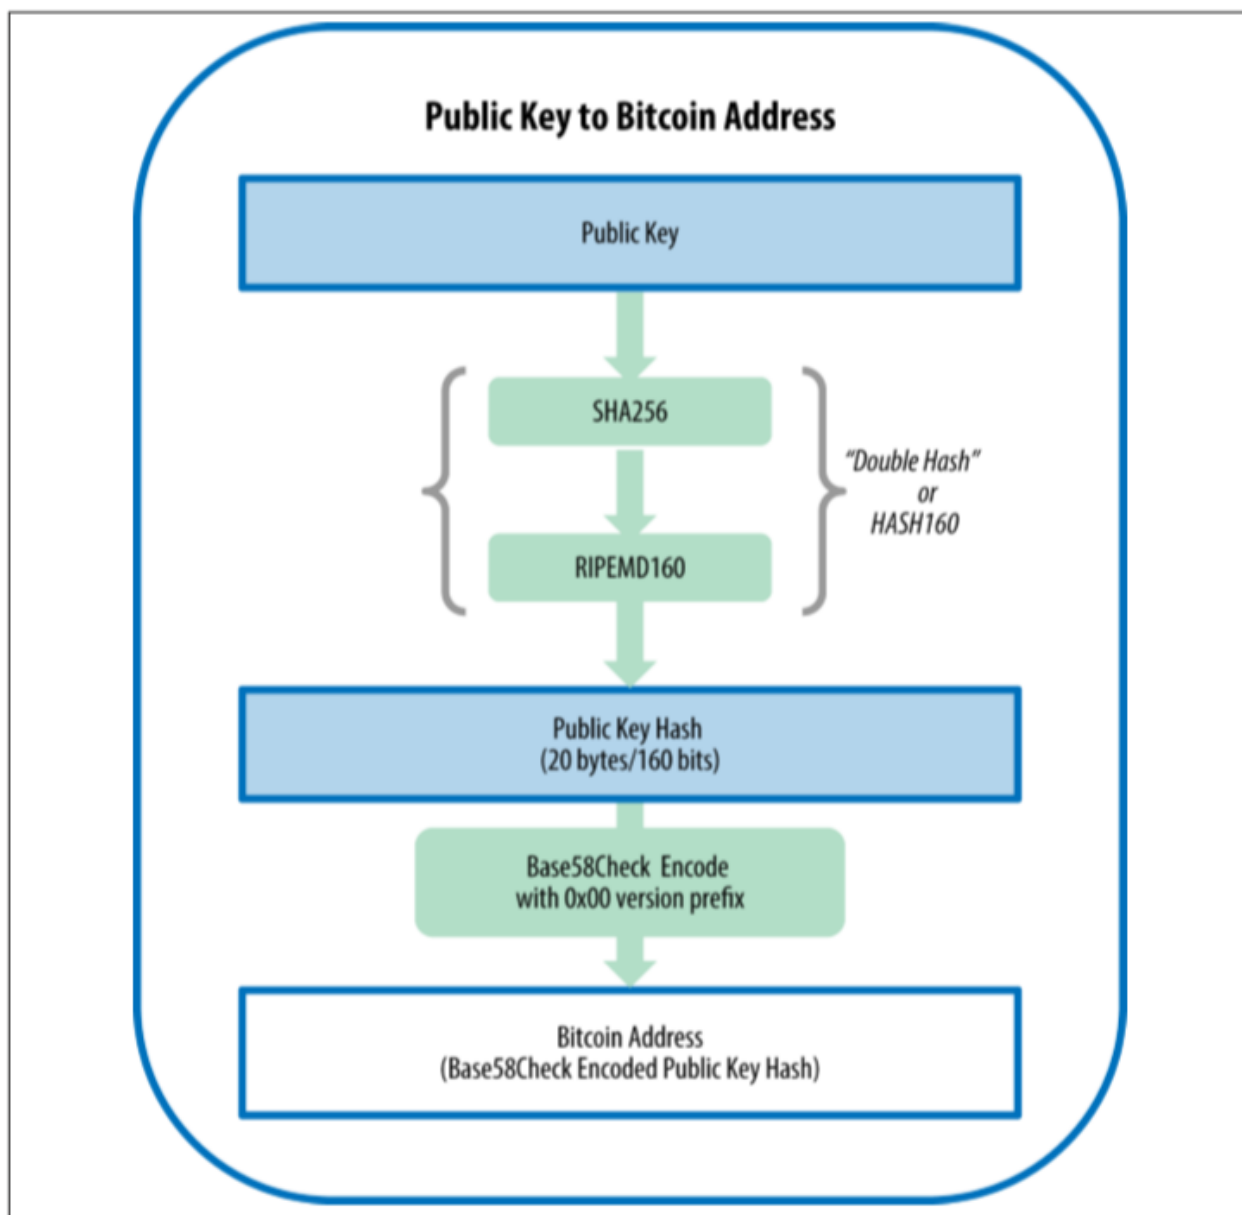 Public Key to Bitcoin Address
Public Key
SHA256
“Double Hash”
or
HASH160
RIPEMD160
Public Key Hash
(20 bytes/160 bits)
Base58Check Encode
with 0x00 version prefix
Bitcoin Address
(Base58Check Encoded Public Key Hash)